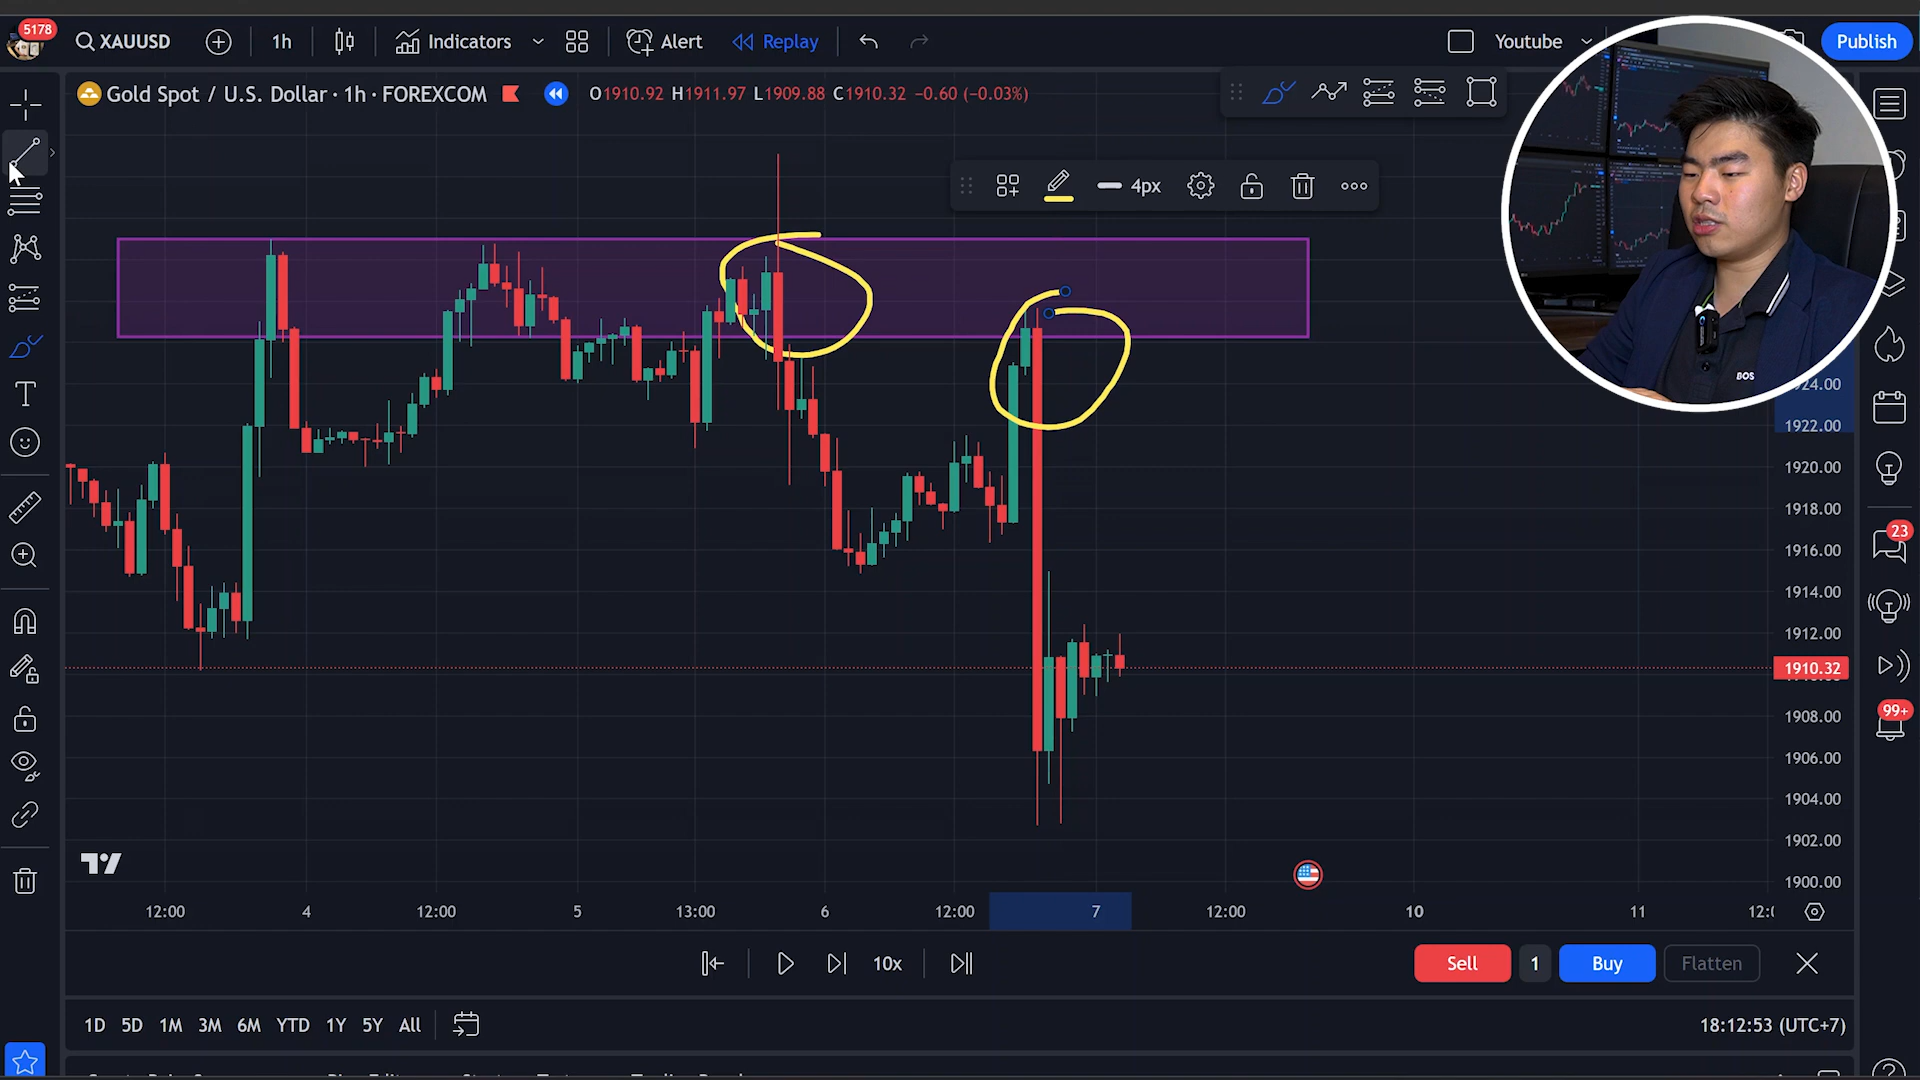 5178
XAUUSD
1h
Indicators
Alert
Replay
Youtube
Publish
Gold Spot / U.S. Dollar · 1h · FOREXCOM
O1910.92 H1911.97 L1909.88 C1910.32 −0.60 (−0.03%)
4px
BOS
1922.00
1920.00
1918.00
1916.00
1914.00
1912.00
1910.32
1908.00
1906.00
1904.00
1902.00
1900.00
23
99+
12:00 4 12:00 5 13:00 6 12:00 7 12:00 10 11
10x
Sell 1 Buy Flatten
1D 5D 1M 3M 6M YTD 1Y 5Y All
18:12:53 (UTC+7)